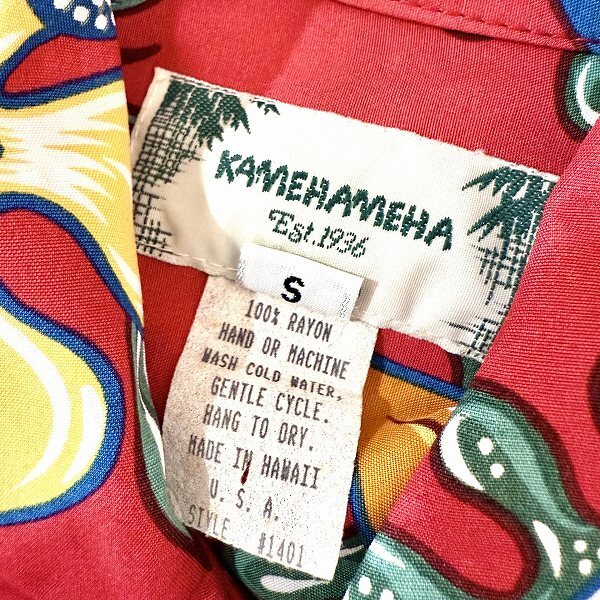 KAMEHAMEHA
Est.1936
S
100% RAYON
HAND OR MACHINE
WASH COLD WATER,
GENTLE CYCLE.
HANG TO DRY.
MADE IN HAWAII
U. S. A.
STYLE #1401